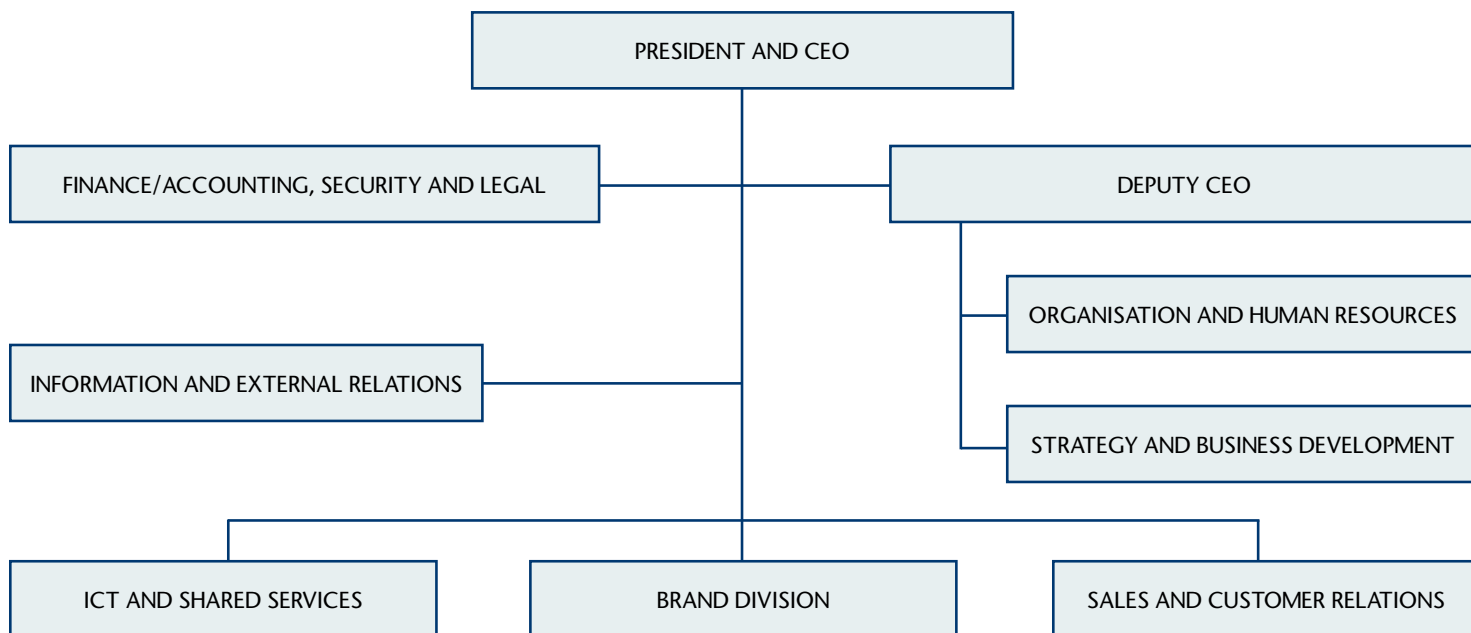 PRESIDENT AND CEO
FINANCE/ACCOUNTING, SECURITY AND LEGAL
DEPUTY CEO
ORGANISATION AND HUMAN RESOURCES
INFORMATION AND EXTERNAL RELATIONS
STRATEGY AND BUSINESS DEVELOPMENT
ICT AND SHARED SERVICES
BRAND DIVISION
SALES AND CUSTOMER RELATIONS